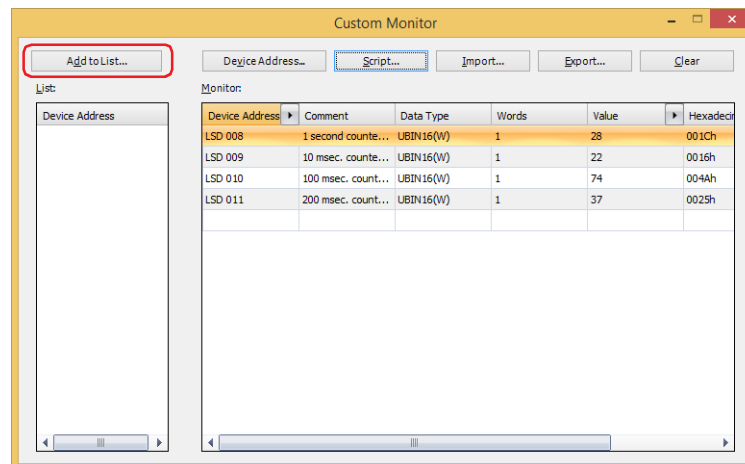 Custom Monitor
Add to List... Device Address... Script... Import... Export... Clear
List: Monitor:
Device Address Device Address Comment Data Type Words Value Hexadecir
LSD 008 1 second counte... UBIN16(W) 1 28 001Ch
LSD 009 10 msec. counte... UBIN16(W) 1 22 0016h
LSD 010 100 msec. count... UBIN16(W) 1 74 004Ah
LSD 011 200 msec. count... UBIN16(W) 1 37 0025h